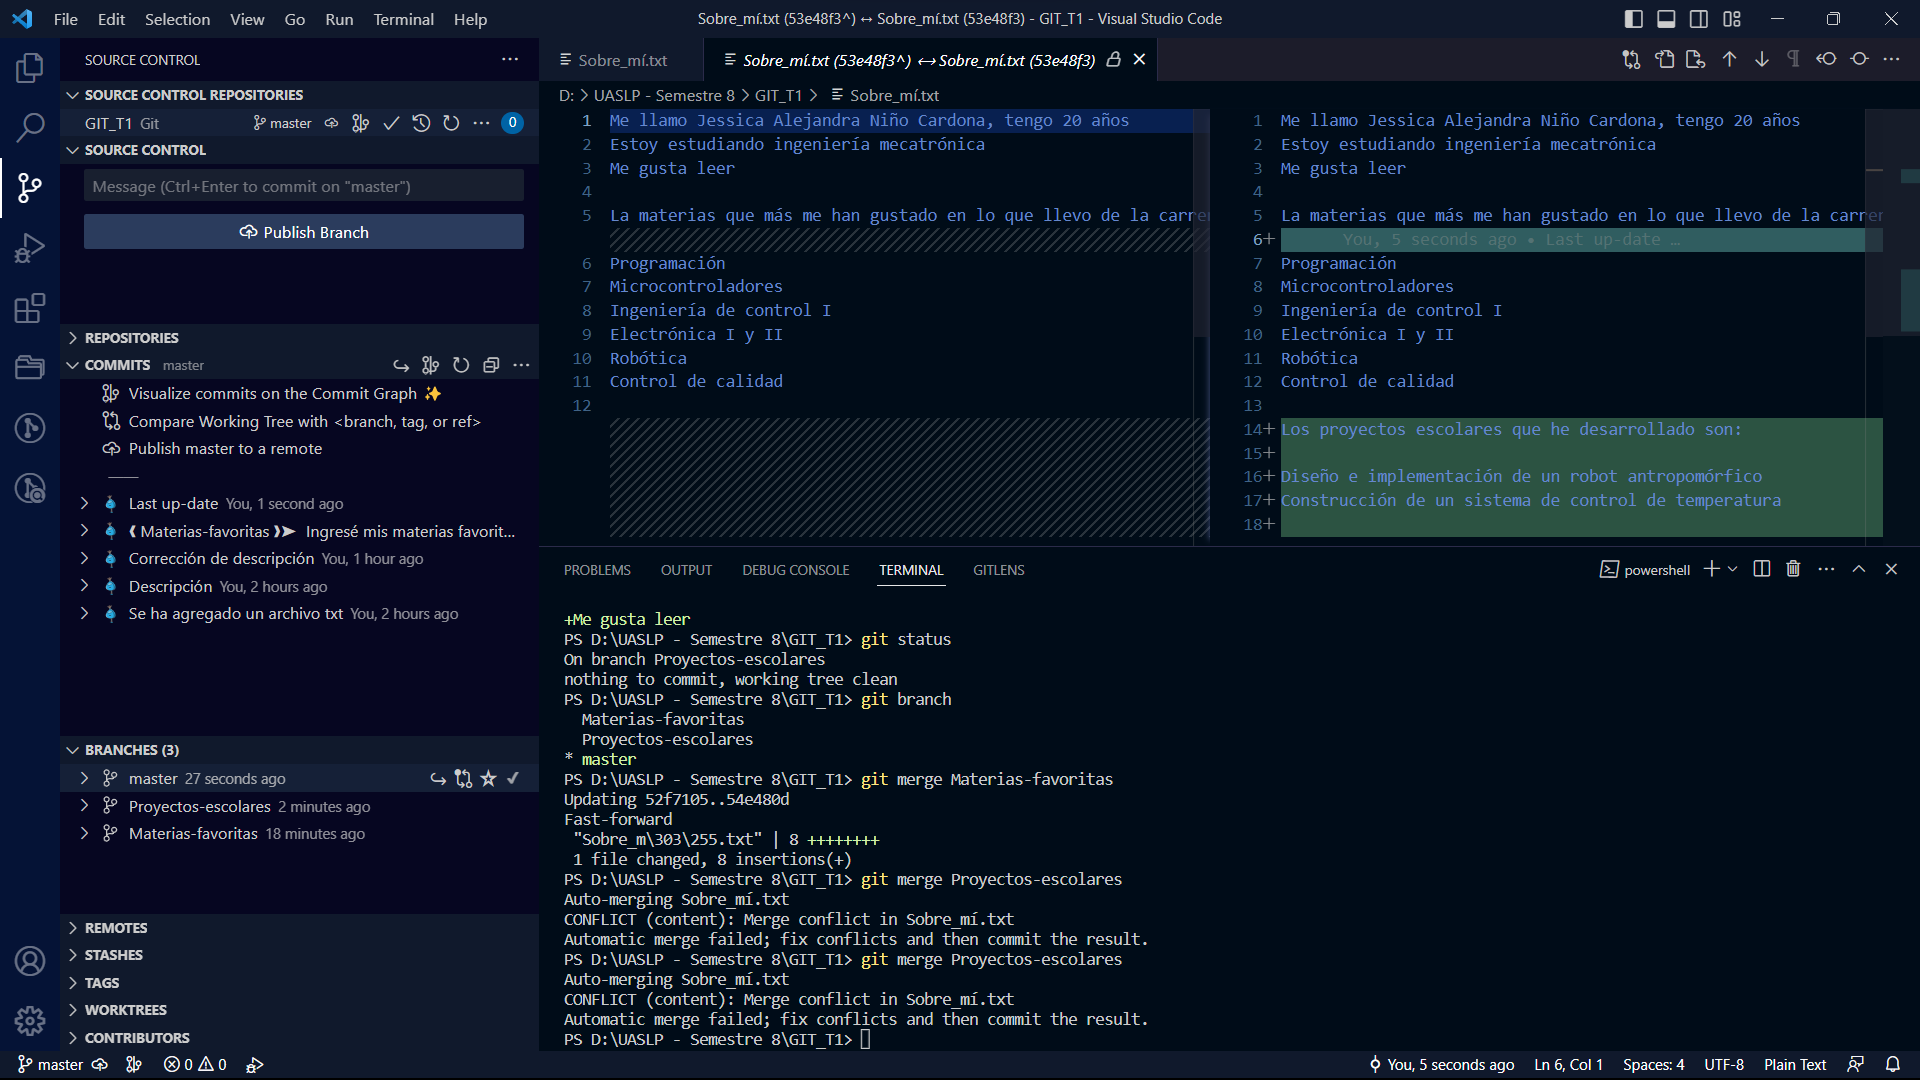 File Edit Selection View Go Run Terminal Help
Sobre_mí.txt (53e48f3^) ↔ Sobre_mí.txt (53e48f3) - GIT_T1 - Visual Studio Code
SOURCE CONTROL
SOURCE CONTROL REPOSITORIES
GIT_T1 Git master 0
SOURCE CONTROL
Message (Ctrl+Enter to commit on "master")
Publish Branch
REPOSITORIES
COMMITS master
Visualize commits on the Commit Graph ✨
Compare Working Tree with <branch, tag, or ref>
Publish master to a remote
Last up-date You, 1 second ago
❰ Materias-favoritas ❱➤ Ingresé mis materias favorit...
Corrección de descripción You, 1 hour ago
Descripción You, 2 hours ago
Se ha agregado un archivo txt You, 2 hours ago
BRANCHES (3)
master 27 seconds ago
Proyectos-escolares 2 minutes ago
Materias-favoritas 18 minutes ago
REMOTES
STASHES
TAGS
WORKTREES
CONTRIBUTORS
Sobre_mí.txt
Sobre_mí.txt (53e48f3^) ↔ Sobre_mí.txt (53e48f3)
D: > UASLP - Semestre 8 > GIT_T1 > Sobre_mí.txt
1 Me llamo Jessica Alejandra Niño Cardona, tengo 20 años
2 Estoy estudiando ingeniería mecatrónica
3 Me gusta leer
4
5 La materias que más me han gustado en lo que llevo de la carrer
6 Programación
7 Microcontroladores
8 Ingeniería de control I
9 Electrónica I y II
10 Robótica
11 Control de calidad
12
1 Me llamo Jessica Alejandra Niño Cardona, tengo 20 años
2 Estoy estudiando ingeniería mecatrónica
3 Me gusta leer
4
5 La materias que más me han gustado en lo que llevo de la carrer
6+ You, 5 seconds ago • Last up-date …
7 Programación
8 Microcontroladores
9 Ingeniería de control I
10 Electrónica I y II
11 Robótica
12 Control de calidad
13
14+ Los proyectos escolares que he desarrollado son:
15+
16+ Diseño e implementación de un robot antropomórfico
17+ Construcción de un sistema de control de temperatura
18+
PROBLEMS OUTPUT DEBUG CONSOLE TERMINAL GITLENS
powershell
+Me gusta leer
PS D:\UASLP - Semestre 8\GIT_T1> git status
On branch Proyectos-escolares
nothing to commit, working tree clean
PS D:\UASLP - Semestre 8\GIT_T1> git branch
Materias-favoritas
Proyectos-escolares
* master
PS D:\UASLP - Semestre 8\GIT_T1> git merge Materias-favoritas
Updating 52f7105..54e480d
Fast-forward
"Sobre_m\303\255.txt" | 8 ++++++++
1 file changed, 8 insertions(+)
PS D:\UASLP - Semestre 8\GIT_T1> git merge Proyectos-escolares
Auto-merging Sobre_mí.txt
CONFLICT (content): Merge conflict in Sobre_mí.txt
Automatic merge failed; fix conflicts and then commit the result.
PS D:\UASLP - Semestre 8\GIT_T1> git merge Proyectos-escolares
Auto-merging Sobre_mí.txt
CONFLICT (content): Merge conflict in Sobre_mí.txt
Automatic merge failed; fix conflicts and then commit the result.
PS D:\UASLP - Semestre 8\GIT_T1>
master 0 0 You, 5 seconds ago Ln 6, Col 1 Spaces: 4 UTF-8 Plain Text